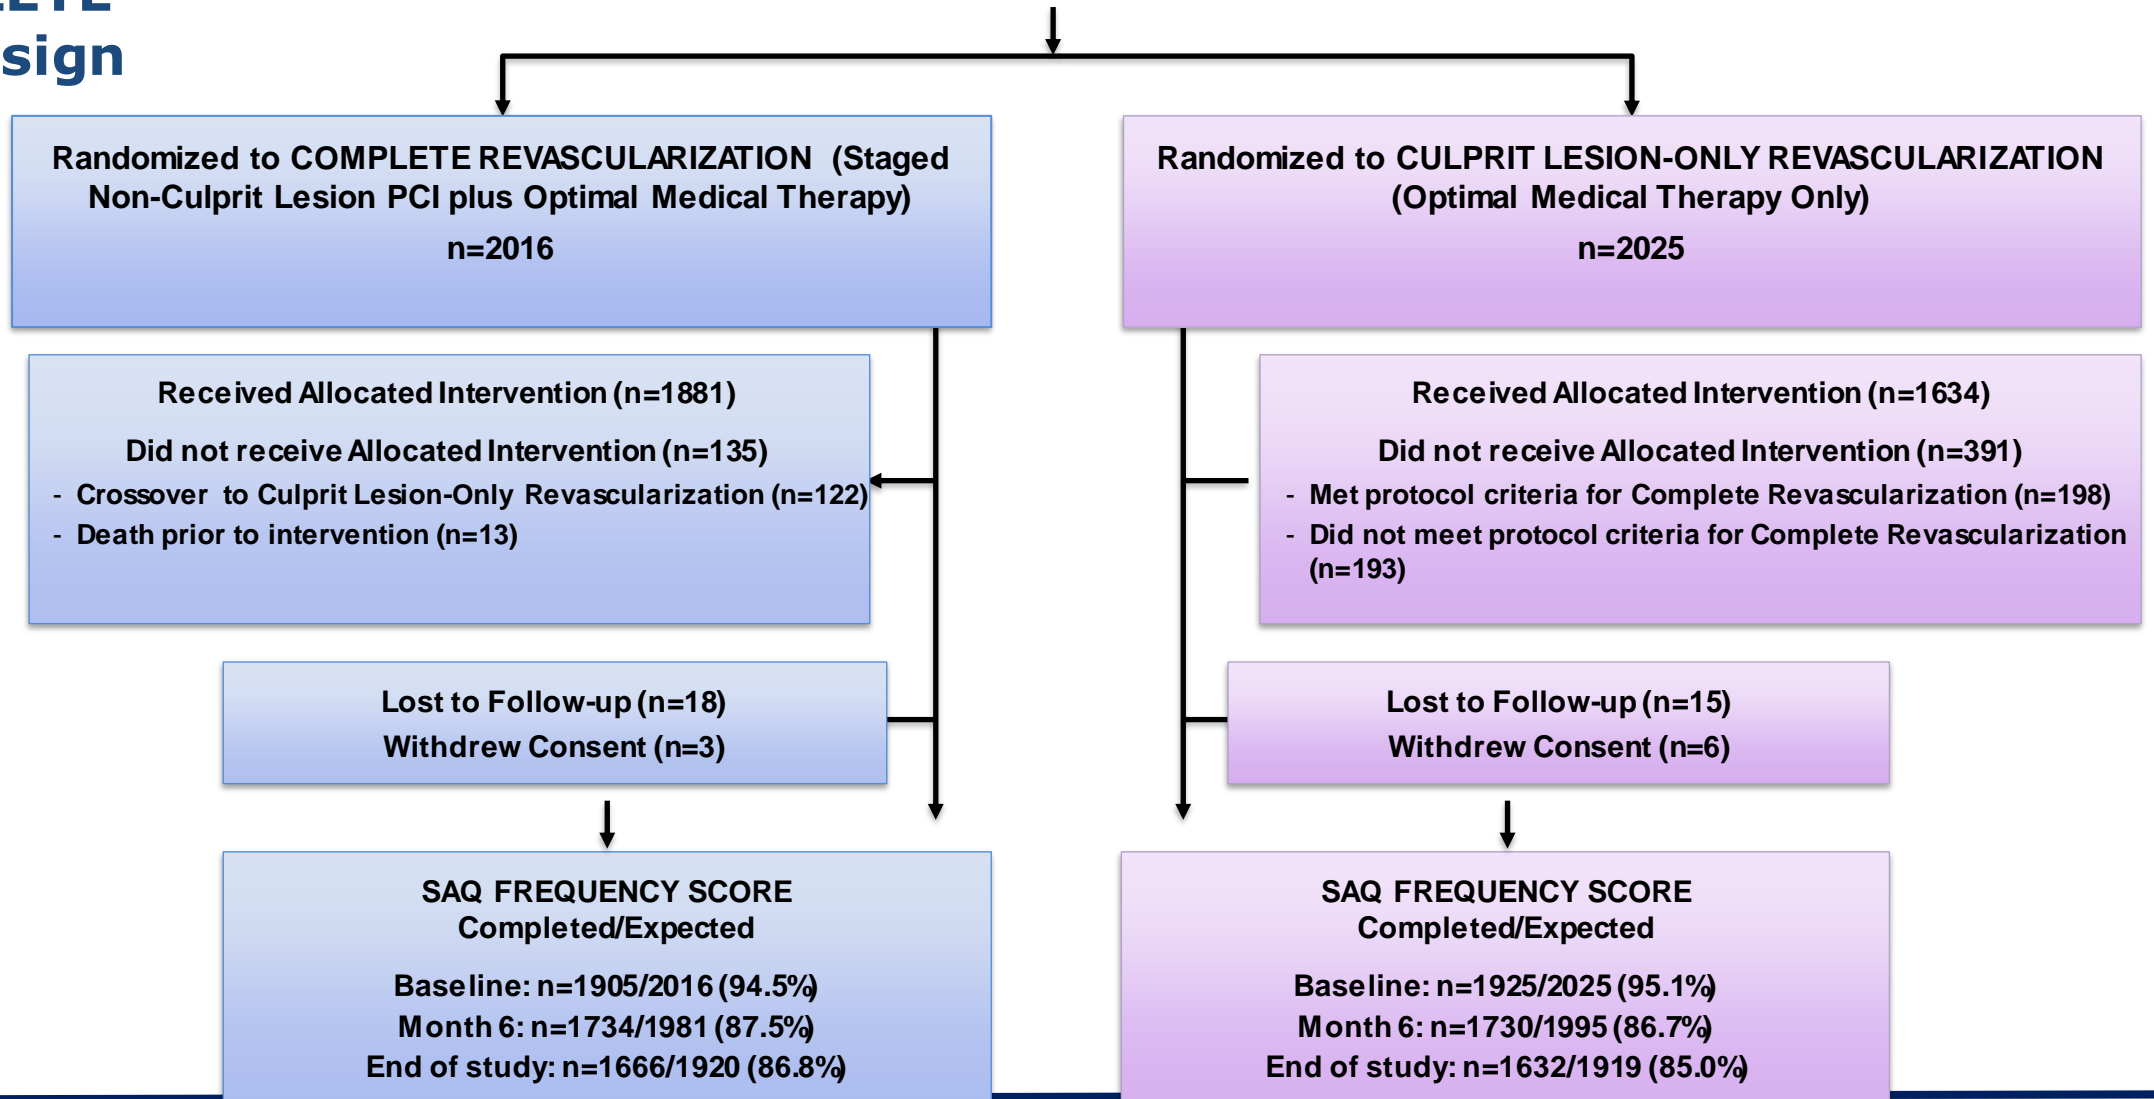 sign
Randomized to COMPLETE REVASCULARIZATION (Staged
Non-Culprit Lesion PCI plus Optimal Medical Therapy)
n=2016
Randomized to CULPRIT LESION-ONLY REVASCULARIZATION
(Optimal Medical Therapy Only)
n=2025
Received Allocated Intervention (n=1881)
Did not receive Allocated Intervention (n=135)
- Crossover to Culprit Lesion-Only Revascularization (n=122)
- Death prior to intervention (n=13)
Received Allocated Intervention (n=1634)
Did not receive Allocated Intervention (n=391)
- Met protocol criteria for Complete Revascularization (n=198)
- Did not meet protocol criteria for Complete Revascularization
(n=193)
Lost to Follow-up (n=18)
Withdrew Consent (n=3)
Lost to Follow-up (n=15)
Withdrew Consent (n=6)
SAQ FREQUENCY SCORE
Completed/Expected
Baseline: n=1905/2016 (94.5%)
Month 6: n=1734/1981 (87.5%)
End of study: n=1666/1920 (86.8%)
SAQ FREQUENCY SCORE
Completed/Expected
Baseline: n=1925/2025 (95.1%)
Month 6: n=1730/1995 (86.7%)
End of study: n=1632/1919 (85.0%)